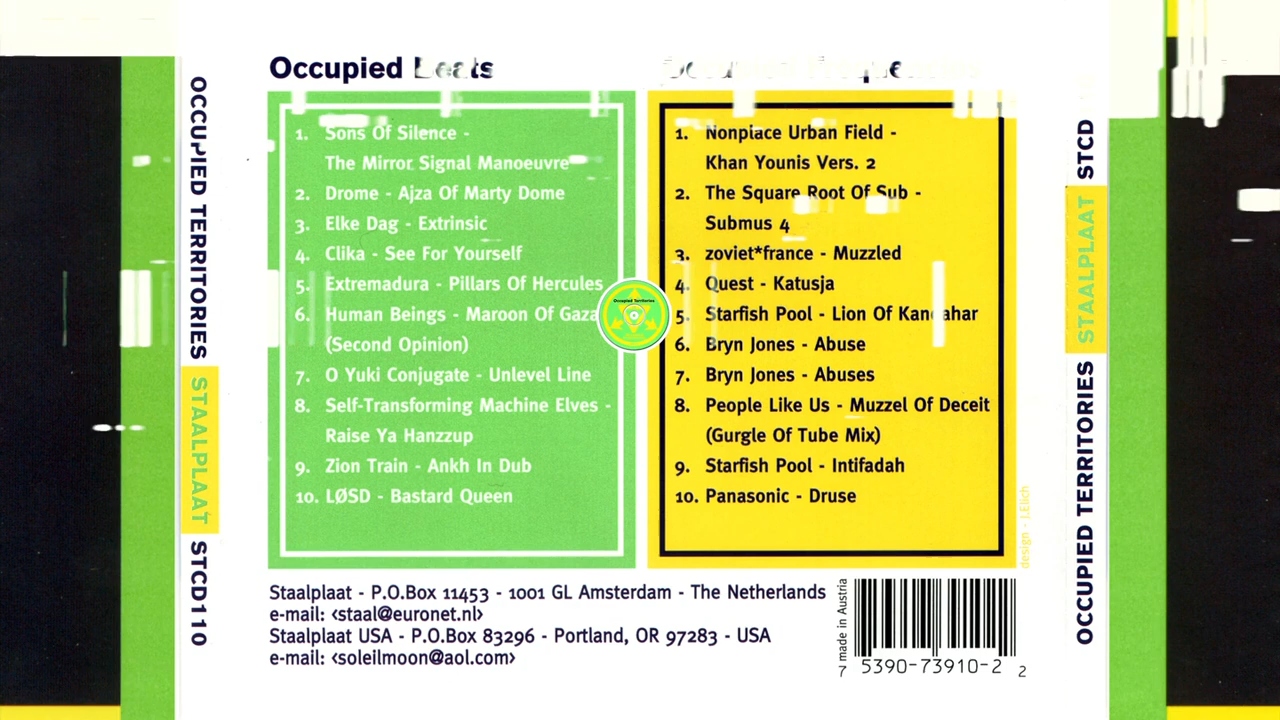 Occupied
1. Sons Of Silence -
The Mirror Signal Manoeuvre
2. Drome - Ajza Of Marty Dome
3. Elke Dag - Extrinsic
4. Clika - See For Yourself
5. Extremadura - Pillars Of Hercules
6. Human Beings - Maroon Of Gaza
(Second Opinion)
7. O Yuki Conjugate - Unlevel Line
8. Self-Transforming Machine Elves -
Raise Ya Hanzzup
9. Zion Train - Ankh In Dub
10. LØSD - Bastard Queen
1. Nonplace Urban Field -
Khan Younis Vers. 2
2. The Square Root Of Sub -
Submus 4
3. zoviet*france - Muzzled
4. Quest - Katusja
5. Starfish Pool - Lion Of
6. Bryn Jones - Abuse
7. Bryn Jones - Abuses
8. People Like Us - Muzzel Of Deceit
(Gurgle Of Tube Mix)
9. Starfish Pool - Intifadah
10. Panasonic - Druse
Occupied Territories
design - J.Elich
Staalplaat - P.O.Box 11453 - 1001 GL Amsterdam - The Netherlands
e-mail: <staal@euronet.nl>
Staalplaat USA - P.O.Box 83296 - Portland, OR 97283 - USA
e-mail: <soleilmoon@aol.com>
made in Austria
7 5390-73910-2 2
OCCUPIED TERRITORIES STAALPLAAT STCD110
OCCUPIED TERRITORIES STAALPLAAT STCD